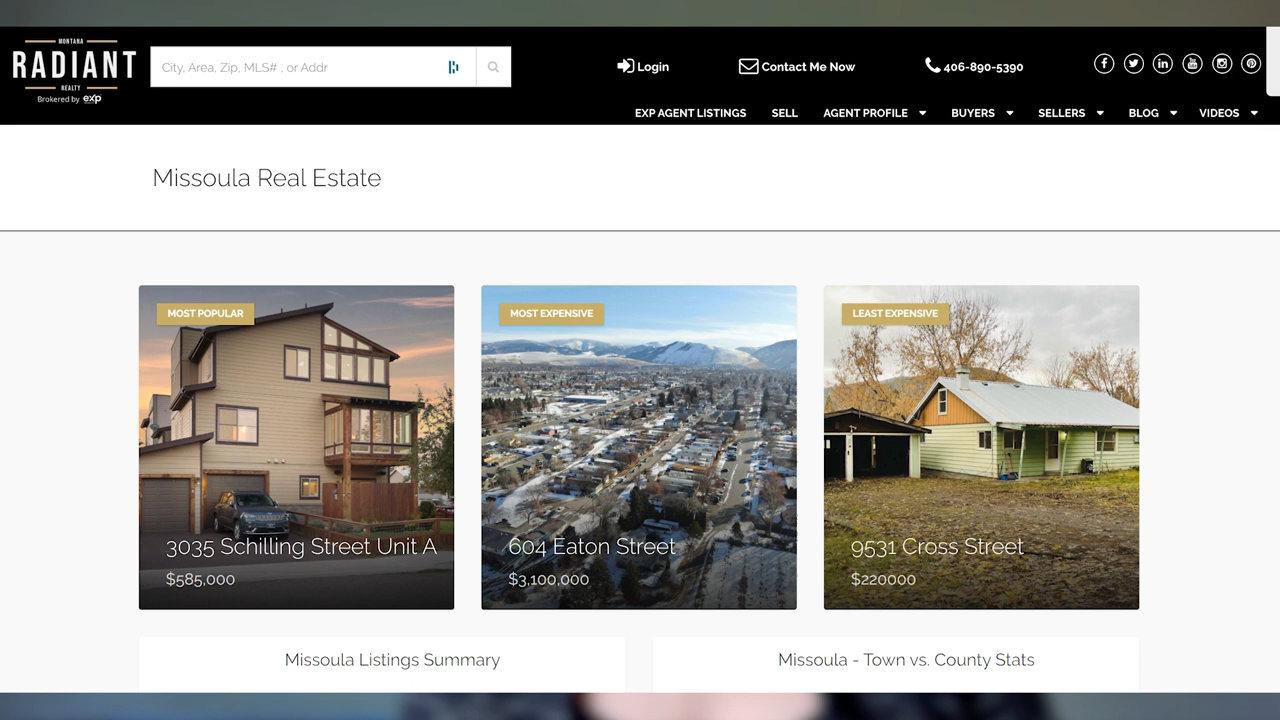 MONTANA
RADIANT
REALTY
Brokered by exp
City, Area, Zip, MLS# , or Addr
Login
Contact Me Now
406-890-5390
EXP AGENT LISTINGS
SELL
AGENT PROFILE
BUYERS
SELLERS
BLOG
VIDEOS
Missoula Real Estate
MOST POPULAR
3035 Schilling Street Unit A
$585,000
MOST EXPENSIVE
604 Eaton Street
$3,100,000
LEAST EXPENSIVE
9531 Cross Street
$220000
Missoula Listings Summary
Missoula - Town vs. County Stats